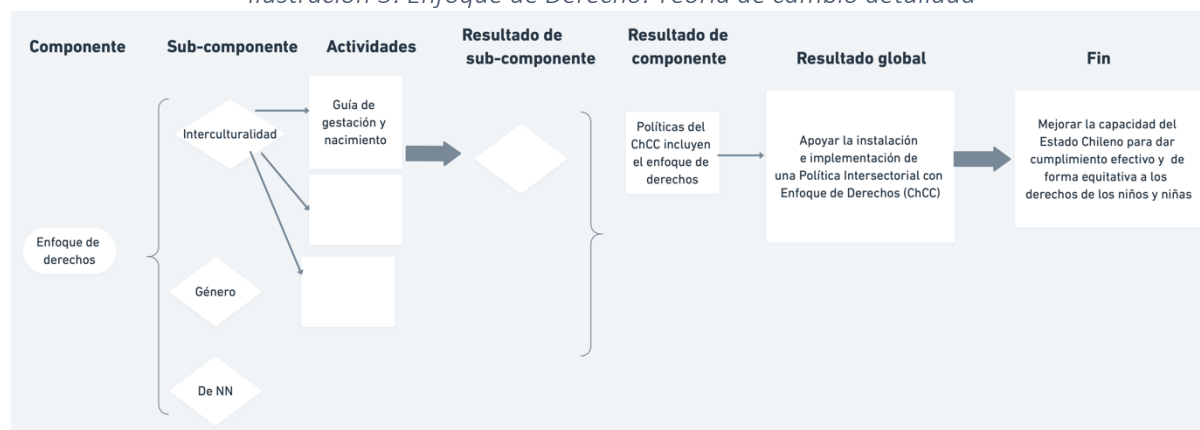 Ilustración 3: Enfoque de Derecho: Teoría de cambio detallada
Componente
Sub-componente
Actividades
Resultado de
sub-componente
Resultado de
componente
Resultado global
Fin
Enfoque de
derechos
Interculturalidad
Género
De NN
Guía de
gestación y
nacimiento
Políticas del
ChCC incluyen
el enfoque de
derechos
Apoyar la instalación
e implementación de
una Política Intersectorial con
Enfoque de Derechos (ChCC)
Mejorar la capacidad del
Estado Chileno para dar
cumplimiento efectivo y de
forma equitativa a los
derechos de los niños y niñas